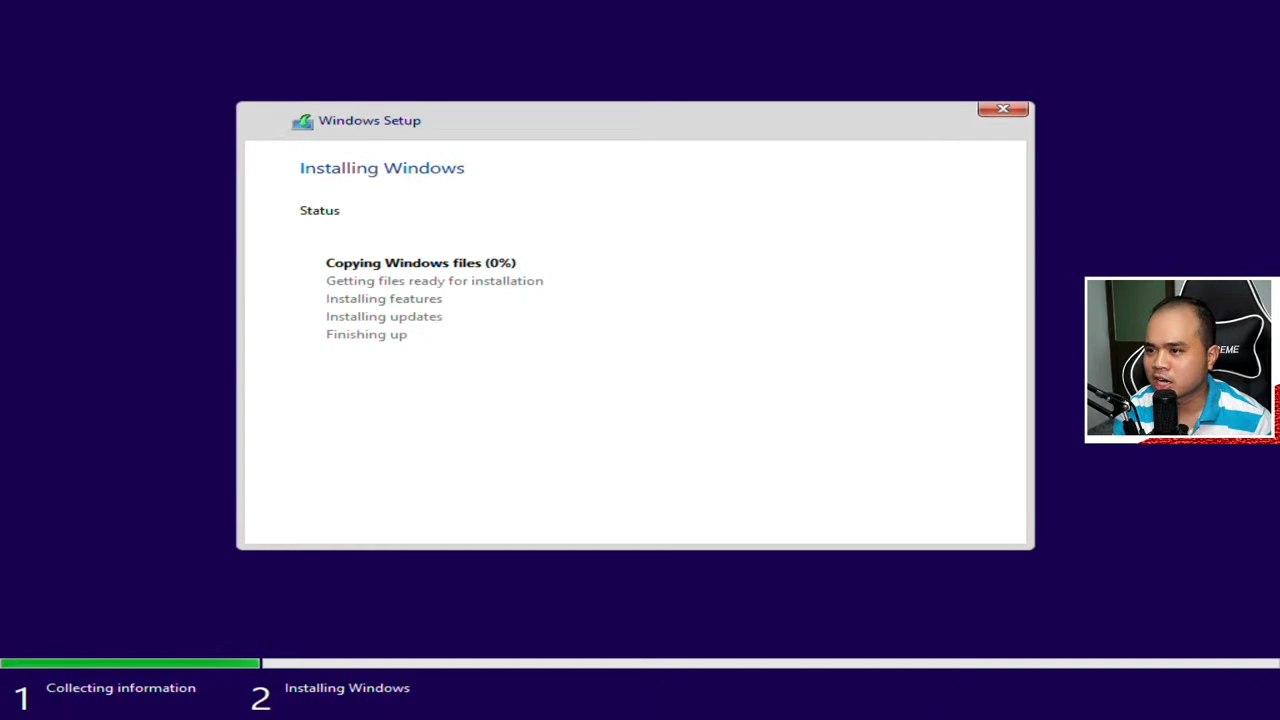 Windows Setup
Installing Windows
Status
Copying Windows files (0%)
Getting files ready for installation
Installing features
Installing updates
Finishing up
EME
1 Collecting information
2 Installing Windows